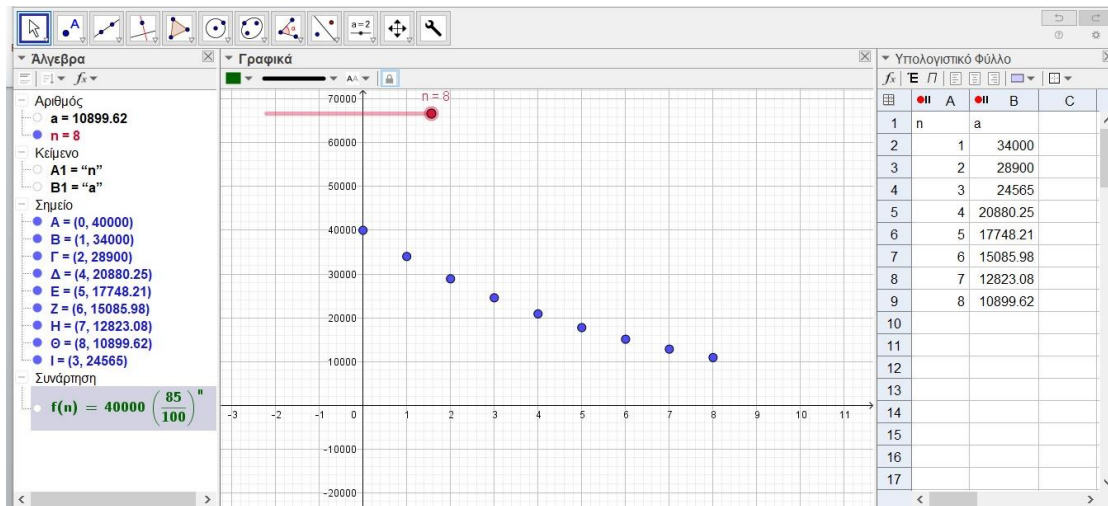 a=2
Άλγεβρα
fx
Αριθμός
a = 10899.62
n = 8
Κείμενο
A1 = “n”
B1 = “a”
Σημείο
Α = (0, 40000)
Β = (1, 34000)
Γ = (2, 28900)
Δ = (4, 20880.25)
Ε = (5, 17748.21)
Ζ = (6, 15085.98)
Η = (7, 12823.08)
Θ = (8, 10899.62)
Ι = (3, 24565)
Συνάρτηση
f(n) = 40000 (85/100)^n
Γραφικά
AA
n = 8
70000
60000
50000
40000
30000
20000
10000
-3 -2 -1 0 1 2 3 4 5 6 7 8 9 10 11
-10000
-20000
Υπολογιστικό Φύλλο
fx Έ Π
A B C
1 n a
2 1 34000
3 2 28900
4 3 24565
5 4 20880.25
6 5 17748.21
7 6 15085.98
8 7 12823.08
9 8 10899.62
10
11
12
13
14
15
16
17